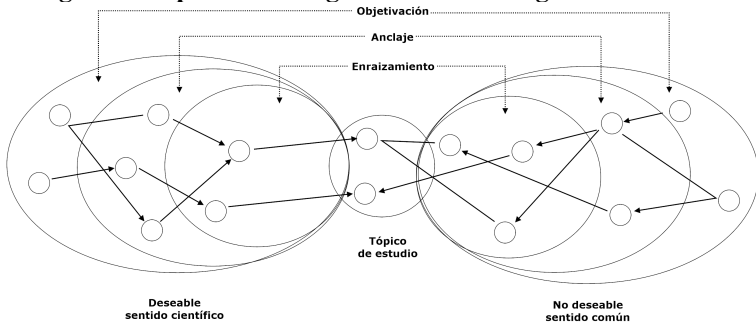 Objetivación
Anclaje
Enraizamiento
Tópico
de estudio
Deseable
sentido científico
No deseable
sentido común